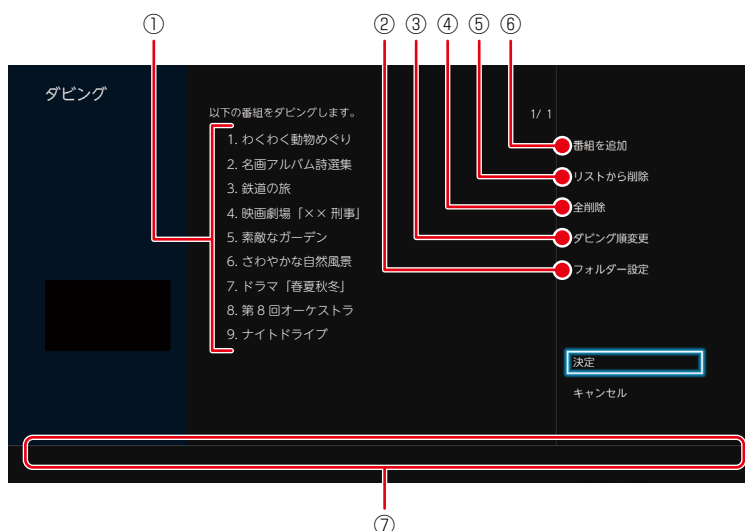 ① ② ③ ④ ⑤ ⑥
ダビング
以下の番組をダビングします。 1/ 1
1. わくわく動物めぐり
2. 名画アルバム詩選集
3. 鉄道の旅
4. 映画劇場「×× 刑事」
5. 素敵なガーデン
6. さわやかな自然風景
7. ドラマ「春夏秋冬」
8. 第8回オーケストラ
9. ナイトドライブ
番組を追加
リストから削除
全削除
ダビング順変更
フォルダー設定
決定
キャンセル
⑦